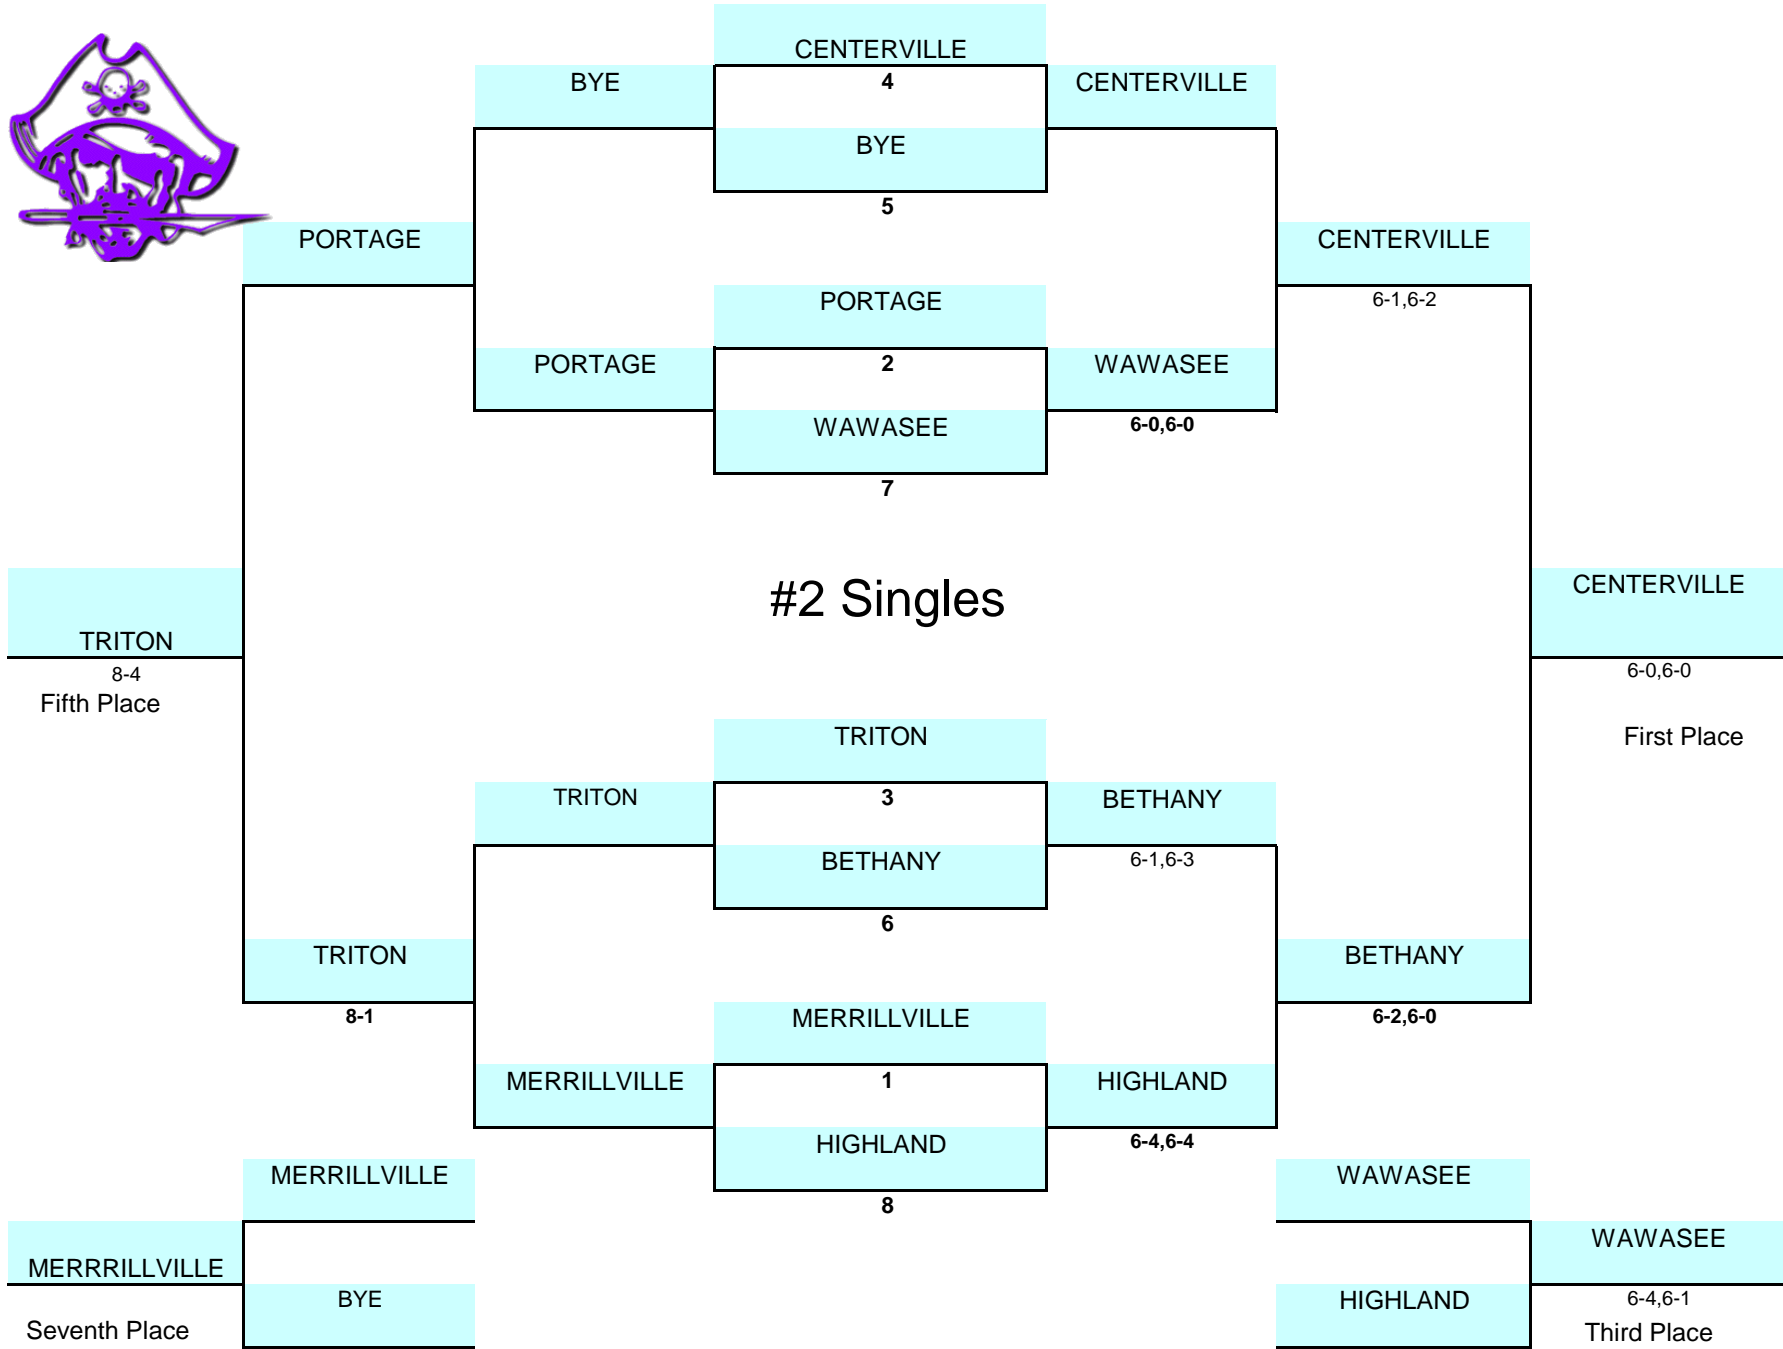 CENTERVILLE
BYE
4
CENTERVILLE
BYE
5
PORTAGE
CENTERVILLE
PORTAGE
6-1,6-2
PORTAGE
2
WAWASEE
WAWASEE
6-0,6-0
7
#2 Singles
CENTERVILLE
TRITON
8-4
6-0,6-0
Fifth Place
TRITON
First Place
TRITON
3
BETHANY
BETHANY
6-1,6-3
6
TRITON
BETHANY
8-1
MERRILLVILLE
6-2,6-0
MERRILLVILLE
1
HIGHLAND
HIGHLAND
6-4,6-4
MERRILLVILLE
WAWASEE
8
WAWASEE
MERRRILLVILLE
BYE
HIGHLAND
6-4,6-1
Seventh Place
Third Place